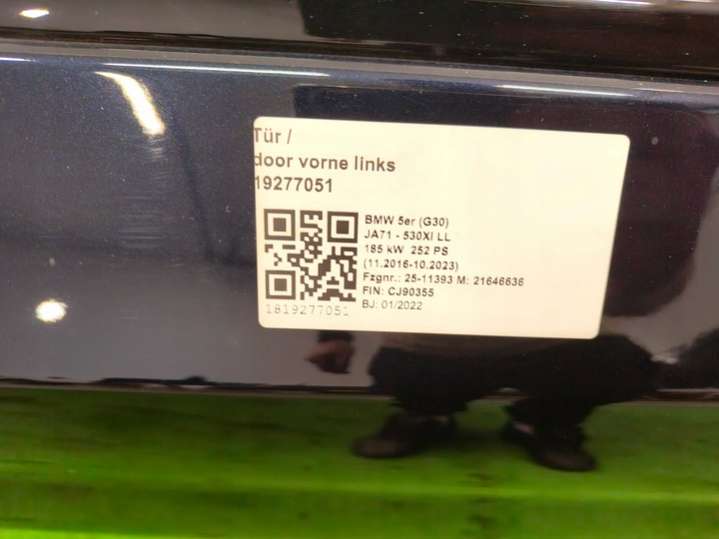 Tür /
door vorne links
19277051
BMW 5er (G30)
JA71 - 530XI LL
185 kW 252 PS
(11.2016-10.2023)
Fzgnr.: 25-11393 M: 21646636
FIN: CJ90355
BJ: 01/2022
1819277051